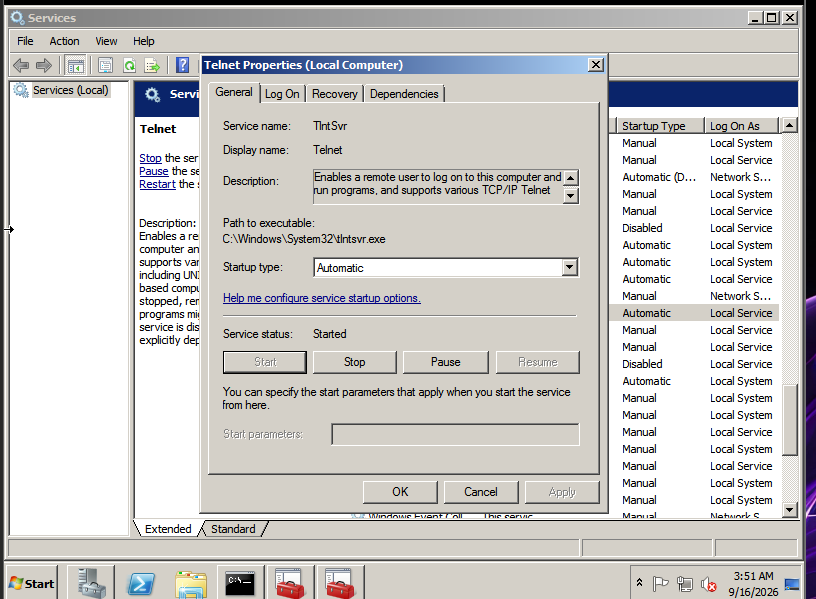 Services
File Action View Help
Services (Local)
Servi
Telnet
Stop the ser
Pause the se
Restart the s
Description:
Enables a re
computer an
supports var
including UNI
based compu
stopped, rem
programs mi
service is dis
explicitly dep
Telnet Properties (Local Computer)
General Log On Recovery Dependencies
Service name: TlntSvr
Display name: Telnet
Description: Enables a remote user to log on to this computer and
run programs, and supports various TCP/IP Telnet
Path to executable:
C:\Windows\System32\tlntsvr.exe
Startup type: Automatic
Help me configure service startup options.
Service status: Started
Start Stop Pause Resume
You can specify the start parameters that apply when you start the service
from here.
Start parameters:
OK Cancel Apply
Startup Type Log On As
Manual Local System
Manual Local Service
Automatic (D... Network S...
Manual Local System
Manual Local Service
Disabled Local Service
Automatic Local System
Automatic Local System
Automatic Local System
Manual Network S...
Automatic Local Service
Manual Local Service
Manual Local Service
Disabled Local Service
Automatic Local System
Manual Local System
Manual Local System
Manual Local Service
Manual Local System
Manual Local Service
Manual Local System
Manual Local System
Manual Network S
Windows Event Coll This servic
Extended Standard
Start
C:\_
3:51 AM
9/16/2026